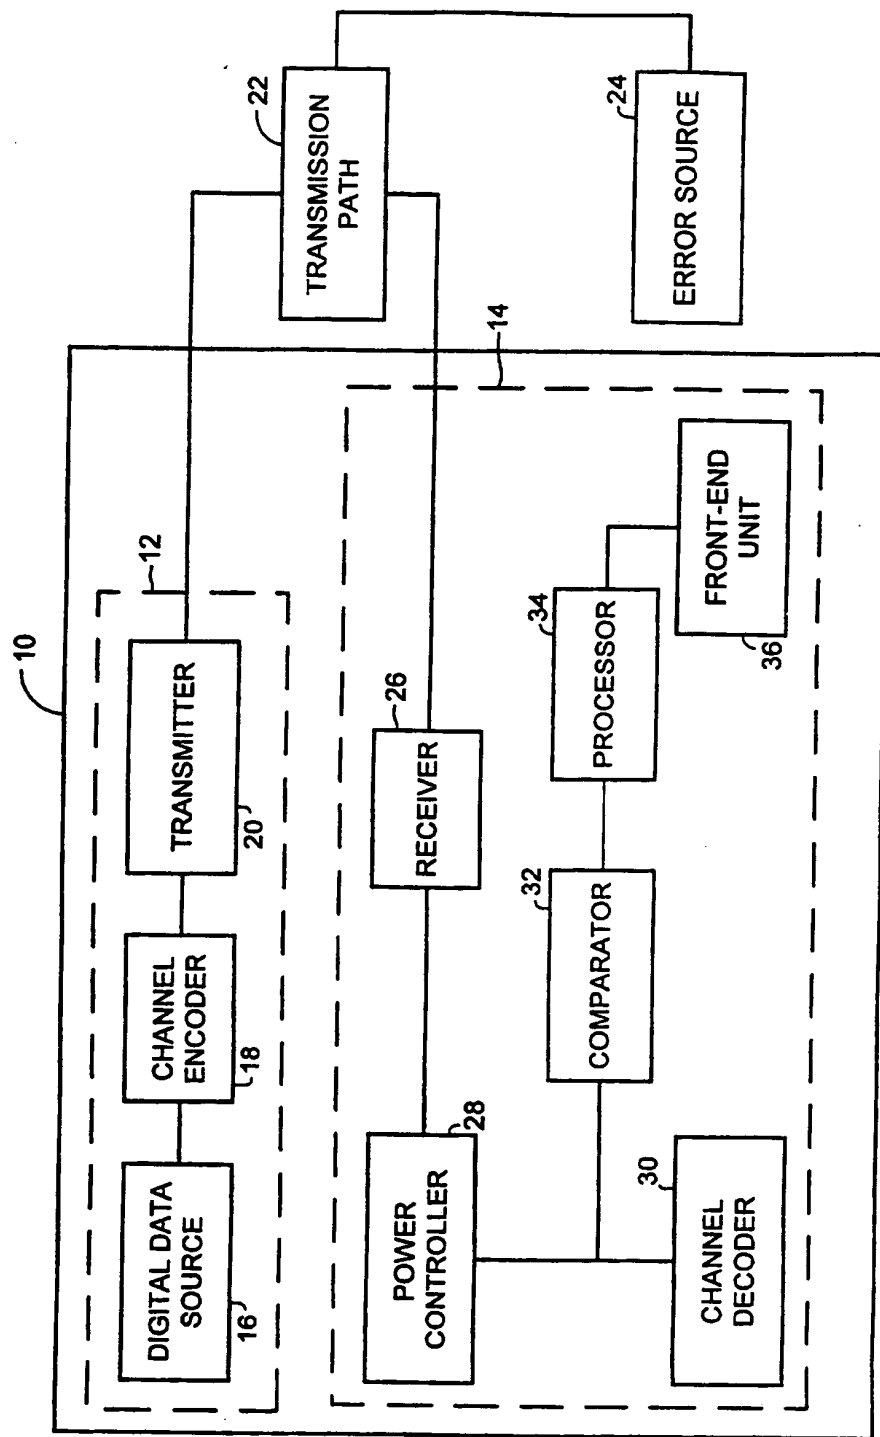 10
12
DIGITAL DATA
SOURCE
16
CHANNEL
ENCODER
18
TRANSMITTER
20
22
TRANSMISSION
PATH
14
POWER
CONTROLLER
28
RECEIVER
26
CHANNEL
DECODER
30
COMPARATOR
32
PROCESSOR
34
FRONT-END
UNIT
36
ERROR SOURCE
24